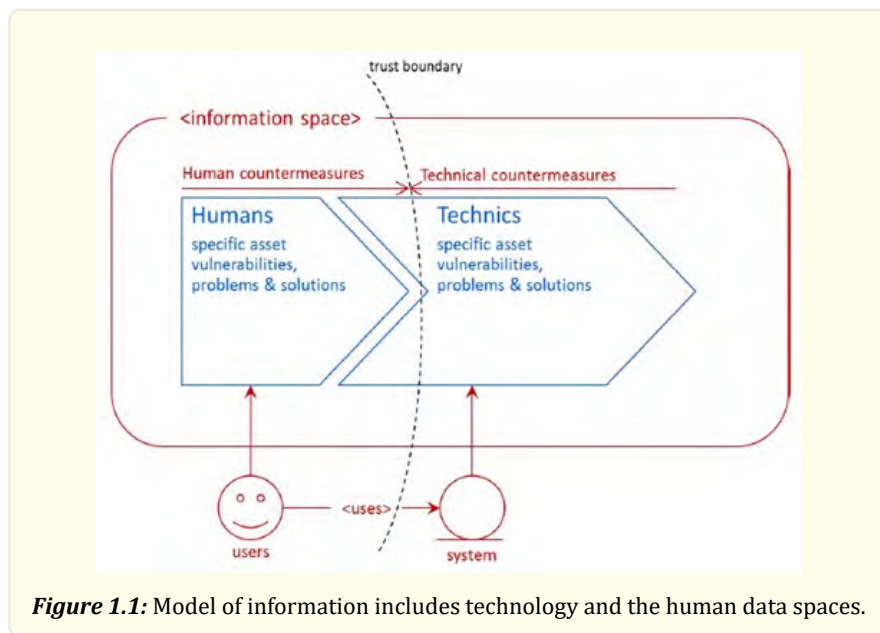 trust boundary
<information space>
Human countermeasures
Technical countermeasures
Humans
specific asset
vulnerabilities,
problems & solutions
Technics
specific asset
vulnerabilities,
problems & solutions
<uses>
users
system
Figure 1.1: Model of information includes technology and the human data spaces.